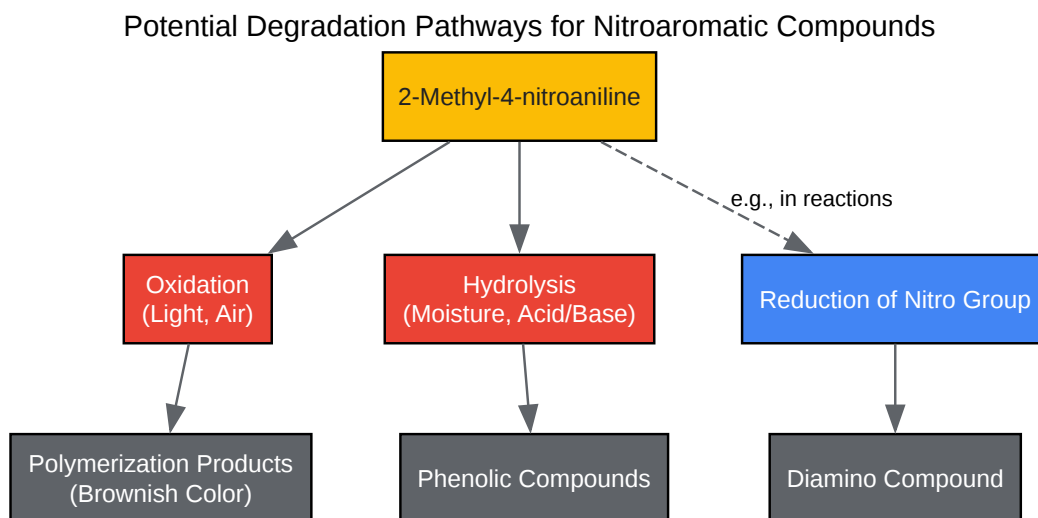 Potential Degradation Pathways for Nitroaromatic Compounds
2-Methyl-4-nitroaniline
e.g., in reactions
Oxidation
(Light, Air)
Hydrolysis
(Moisture, Acid/Base)
Reduction of Nitro Group
Polymerization Products
(Brownish Color)
Phenolic Compounds
Diamino Compound